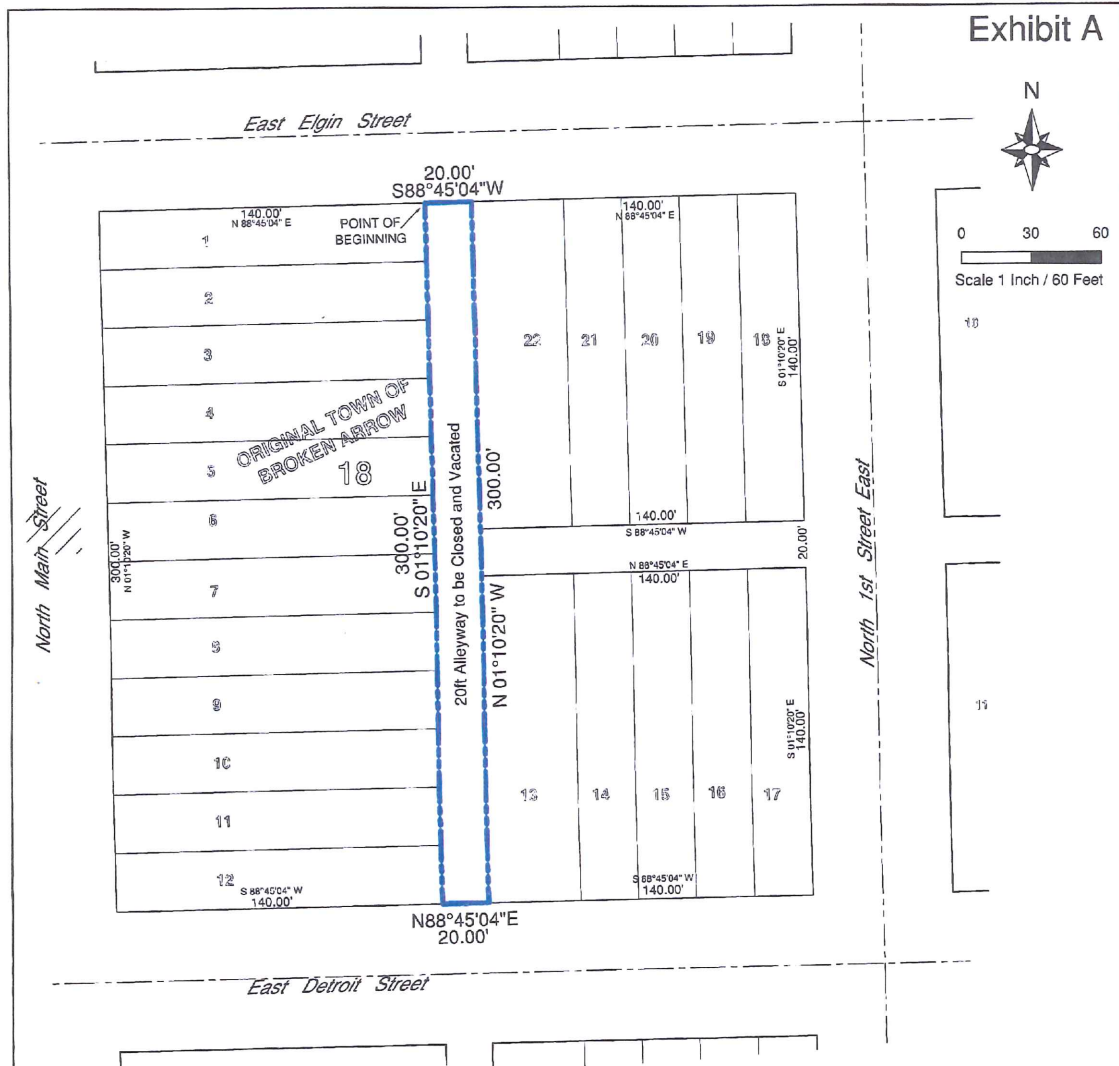 Exhibit A
N
East Elgin Street
20.00'
S88°45'04"W
0 30 60
Scale 1 Inch / 60 Feet
140.00'
N 88°45'04" E
POINT OF
BEGINNING
140.00'
N 88°45'04" E
1
2
3
4
5
6
7
8
9
10
11
12
ORIGINAL TOWN OF
BROKEN ARROW
18
North Main Street
300.00'
N 01°10'20" W
300.00'
S 01°10'20" E
20ft Alleyway to be Closed and Vacated
300.00'
N 01°10'20" W
22
21
20
19
18
S 01°10'20" E
140.00'
10
140.00'
S 88°45'04" W
20.00'
N 88°45'04" E
140.00'
North 1st Street East
13
14
15
16
17
S 01°10'20" E
140.00'
11
S 88°45'04" W
140.00'
S 88°45'04" W
140.00'
N88°45'04"E
20.00'
East Detroit Street